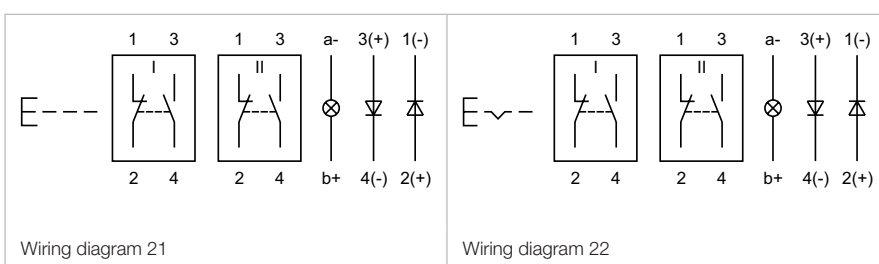 1 3 1 3 a- 3(+) 1(-)
I II
2 4 2 4 b+ 4(-) 2(+)
Wiring diagram 21
1 3 1 3 a- 3(+) 1(-)
I II
2 4 2 4 b+ 4(-) 2(+)
Wiring diagram 22